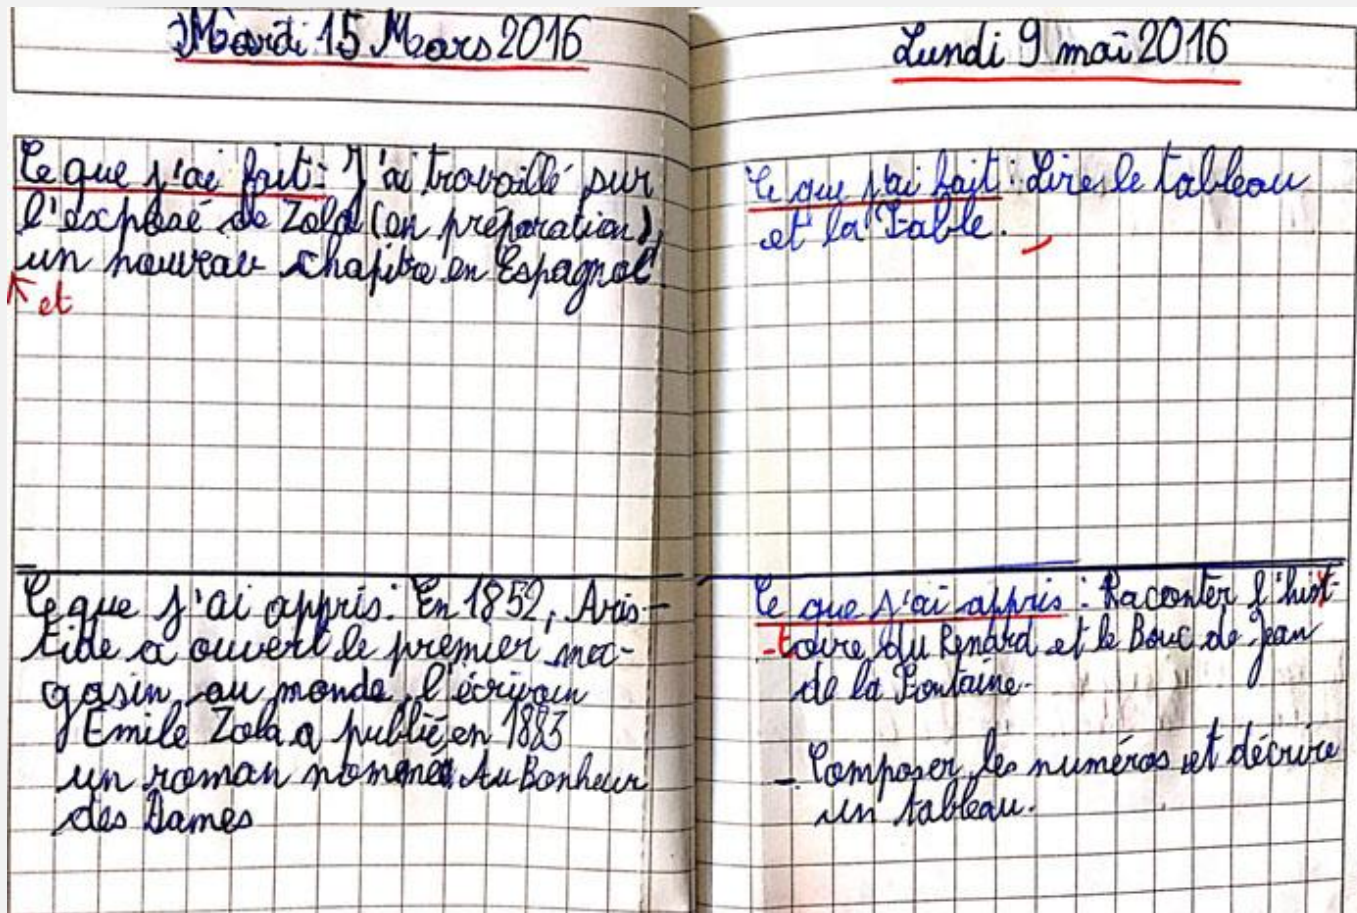 Mardi 15 Mars 2016
Ce que j'ai fait : J'ai travaillé sur
l'exposé de Zola (en préparation),
un nouveau chapitre en Espagnol
et
Ce que j'ai appris : En 1852, Aris-
tide a ouvert le premier ma-
gasin au monde, l'écrivain
Emile Zola a publié en 1883
un roman nommé Au Bonheur
des Dames
Lundi 9 mai 2016
Ce que j'ai fait : Lire le tableau
et la Fable.
Ce que j'ai appris : Raconter l'hist-
-toire du Renard et le Bouc de Jean
de la Fontaine.
- Composer les numéros et décrire
un tableau.